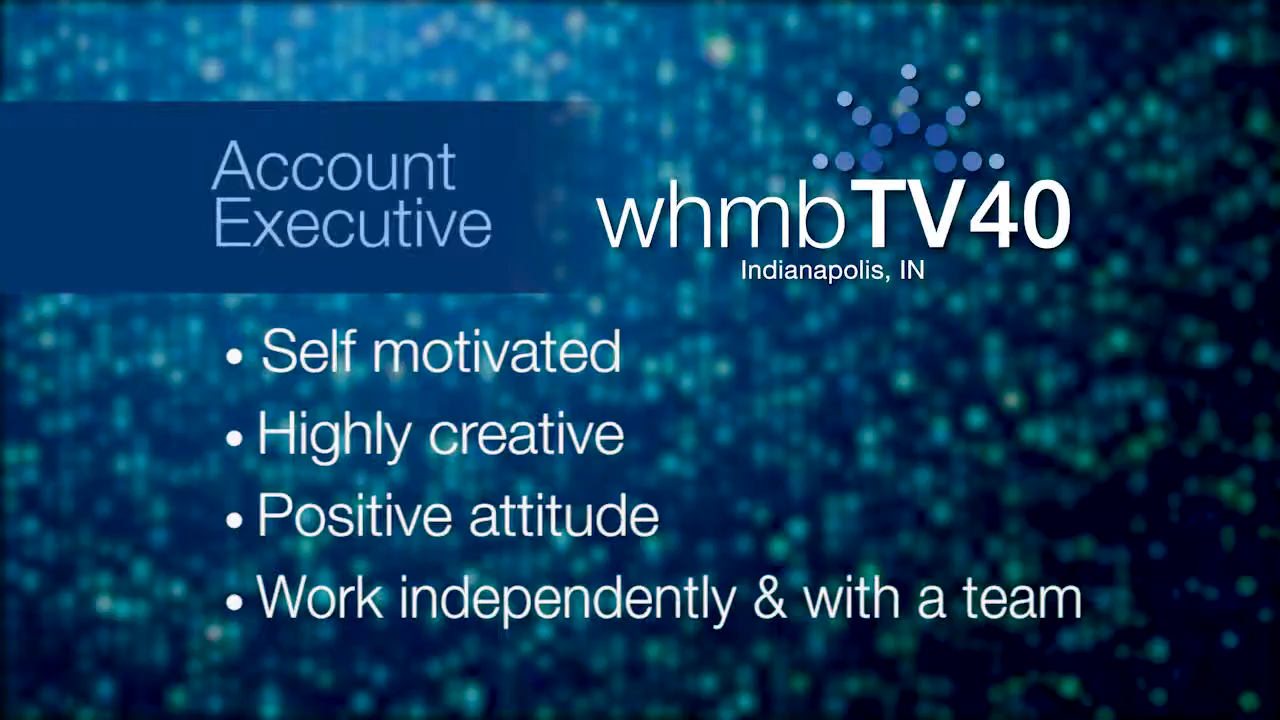 Account
Executive
whmbTV40
Indianapolis, IN
• Self motivated
• Highly creative
• Positive attitude
• Work independently & with a team